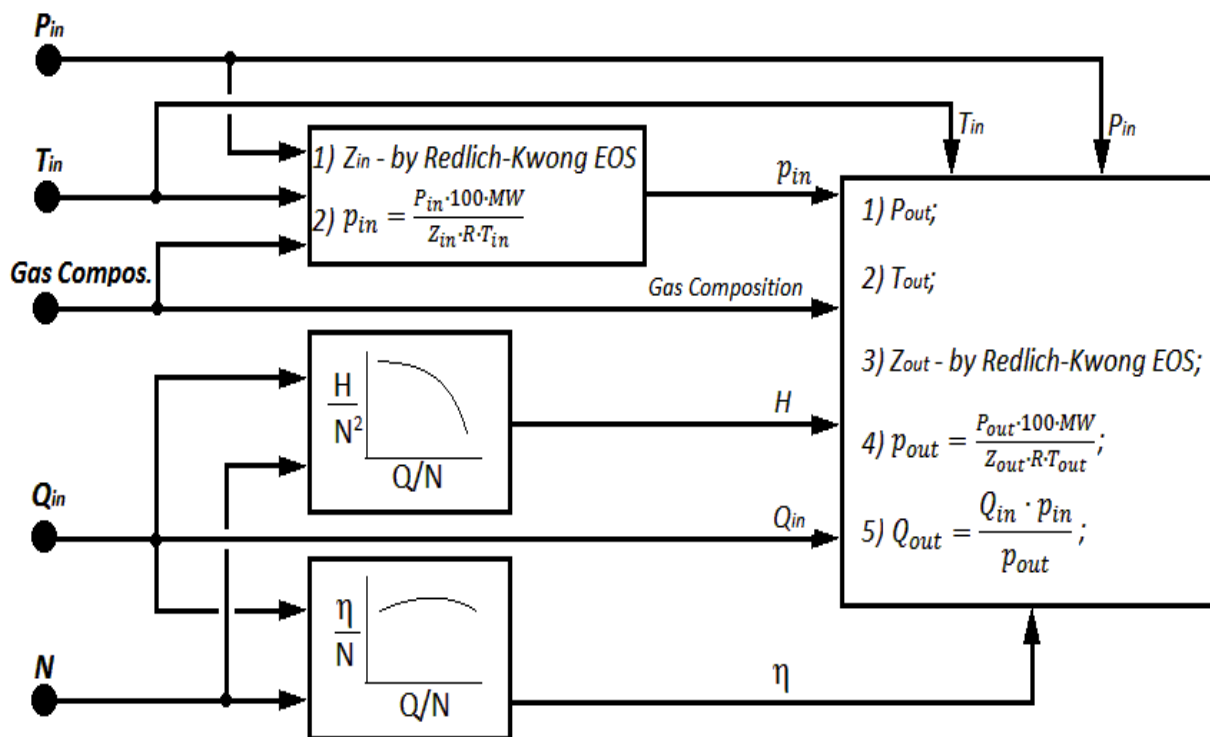 Pin
Tin
Gas Compos.
Qin
N
1) Zin - by Redlich-Kwong EOS
2) pin = Pin·100·MW / Zin·R·Tin
H / N²
Q/N
η / N
Q/N
Tin
Pin
pin
Gas Composition
H
Qin
η
1) Pout;
2) Tout;
3) Zout - by Redlich-Kwong EOS;
4) pout = Pout·100·MW / Zout·R·Tout ;
5) Qout = Qin · pin / pout ;